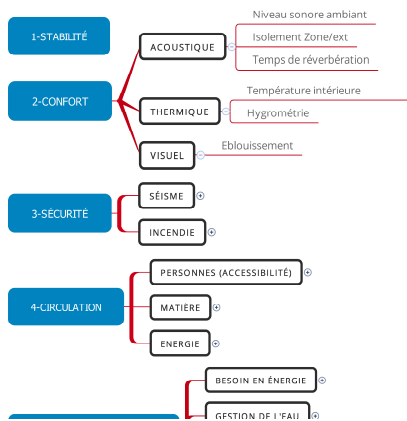 1-STABILITÉ
2-CONFORT
ACOUSTIQUE
Niveau sonore ambiant
Isolement Zone/ext
Temps de réverbération
THERMIQUE
Température intérieure
Hygrométrie
VISUEL
Eblouissement
3-SÉCURITÉ
SÉISME
INCENDIE
4-CIRCULATION
PERSONNES (ACCESSIBILITÉ)
MATIÈRE
ENERGIE
BESOIN EN ÉNERGIE
GESTION DE L'EAU